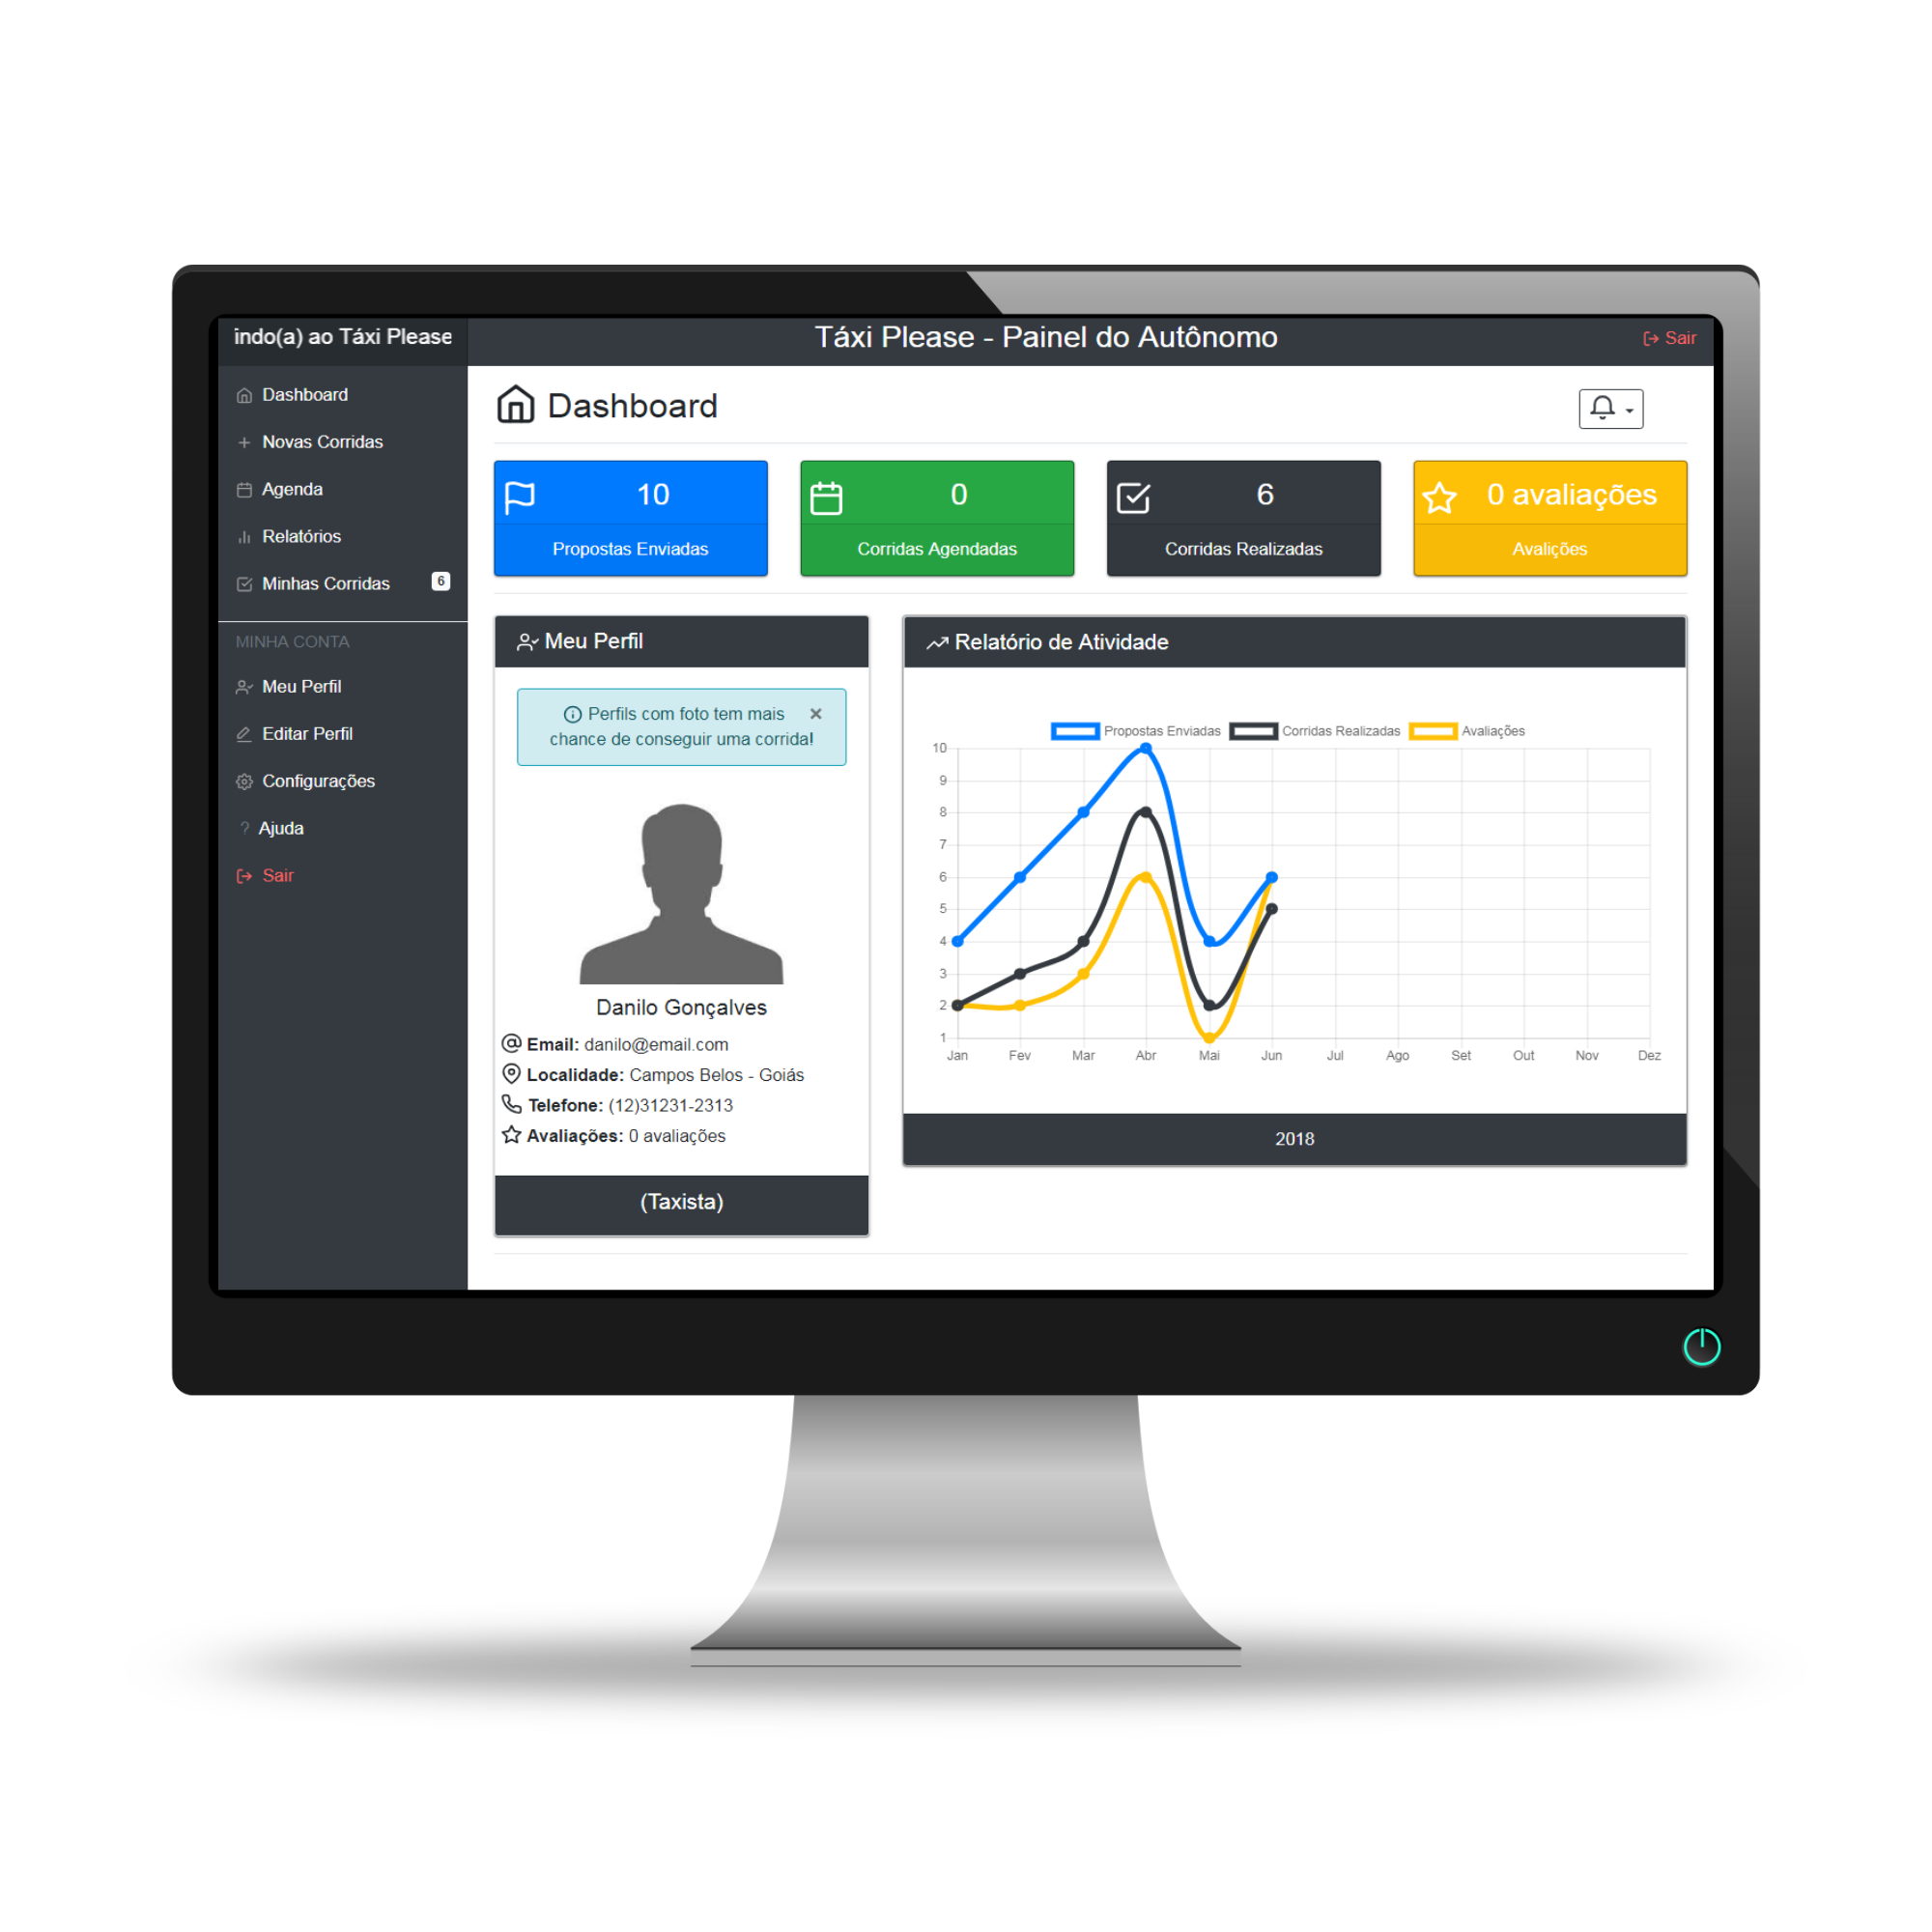 indo(a) ao Táxi Please
Táxi Please - Painel do Autônomo
Sair
Dashboard
Novas Corridas
Agenda
Relatórios
Minhas Corridas 6
MINHA CONTA
Meu Perfil
Editar Perfil
Configurações
? Ajuda
Sair
Dashboard
10
Propostas Enviadas
0
Corridas Agendadas
6
Corridas Realizadas
0 avaliações
Avalições
Meu Perfil
Perfils com foto tem mais ×
chance de conseguir uma corrida!
Danilo Gonçalves
Email: danilo@email.com
Localidade: Campos Belos - Goiás
Telefone: (12)31231-2313
Avaliações: 0 avaliações
(Taxista)
Relatório de Atividade
Propostas Enviadas Corridas Realizadas Avaliações
10
9
8
7
6
5
4
3
2
1
Jan Fev Mar Abr Mai Jun Jul Ago Set Out Nov Dez
2018